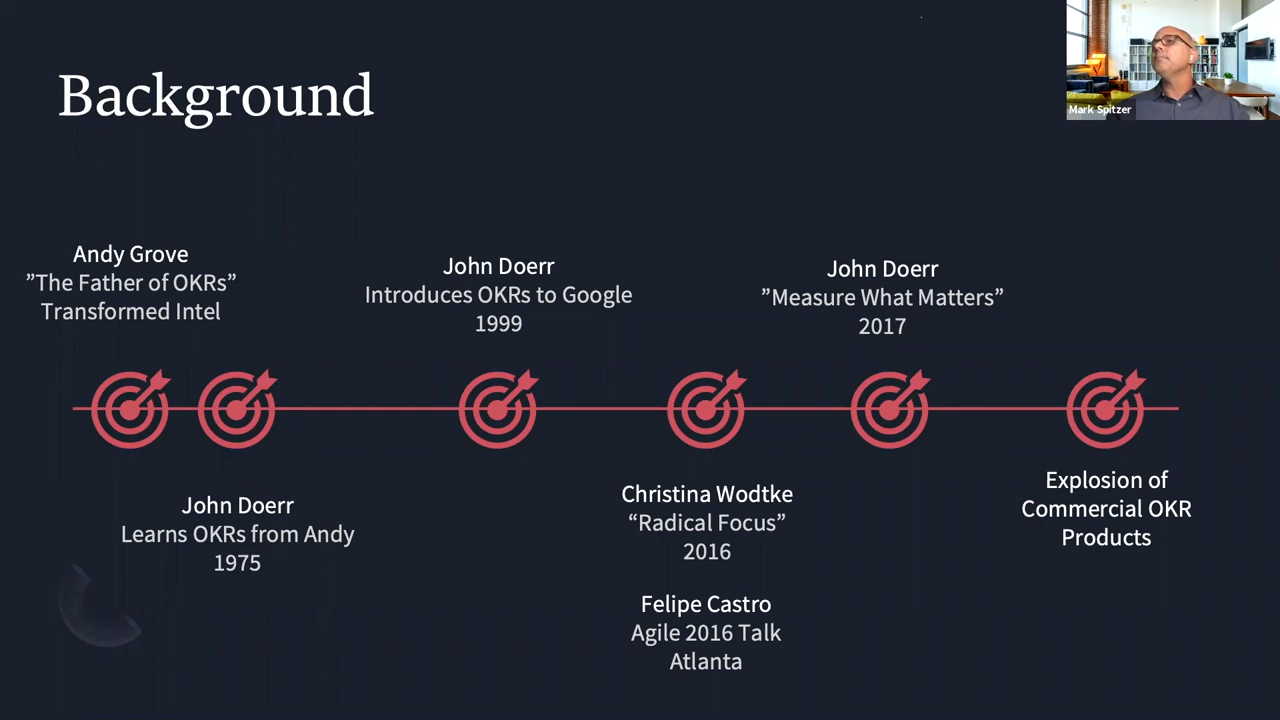 Background
Mark Spitzer
Andy Grove
”The Father of OKRs”
Transformed Intel
John Doerr
Learns OKRs from Andy
1975
John Doerr
Introduces OKRs to Google
1999
Christina Wodtke
“Radical Focus”
2016
Felipe Castro
Agile 2016 Talk
Atlanta
John Doerr
”Measure What Matters”
2017
Explosion of
Commercial OKR
Products